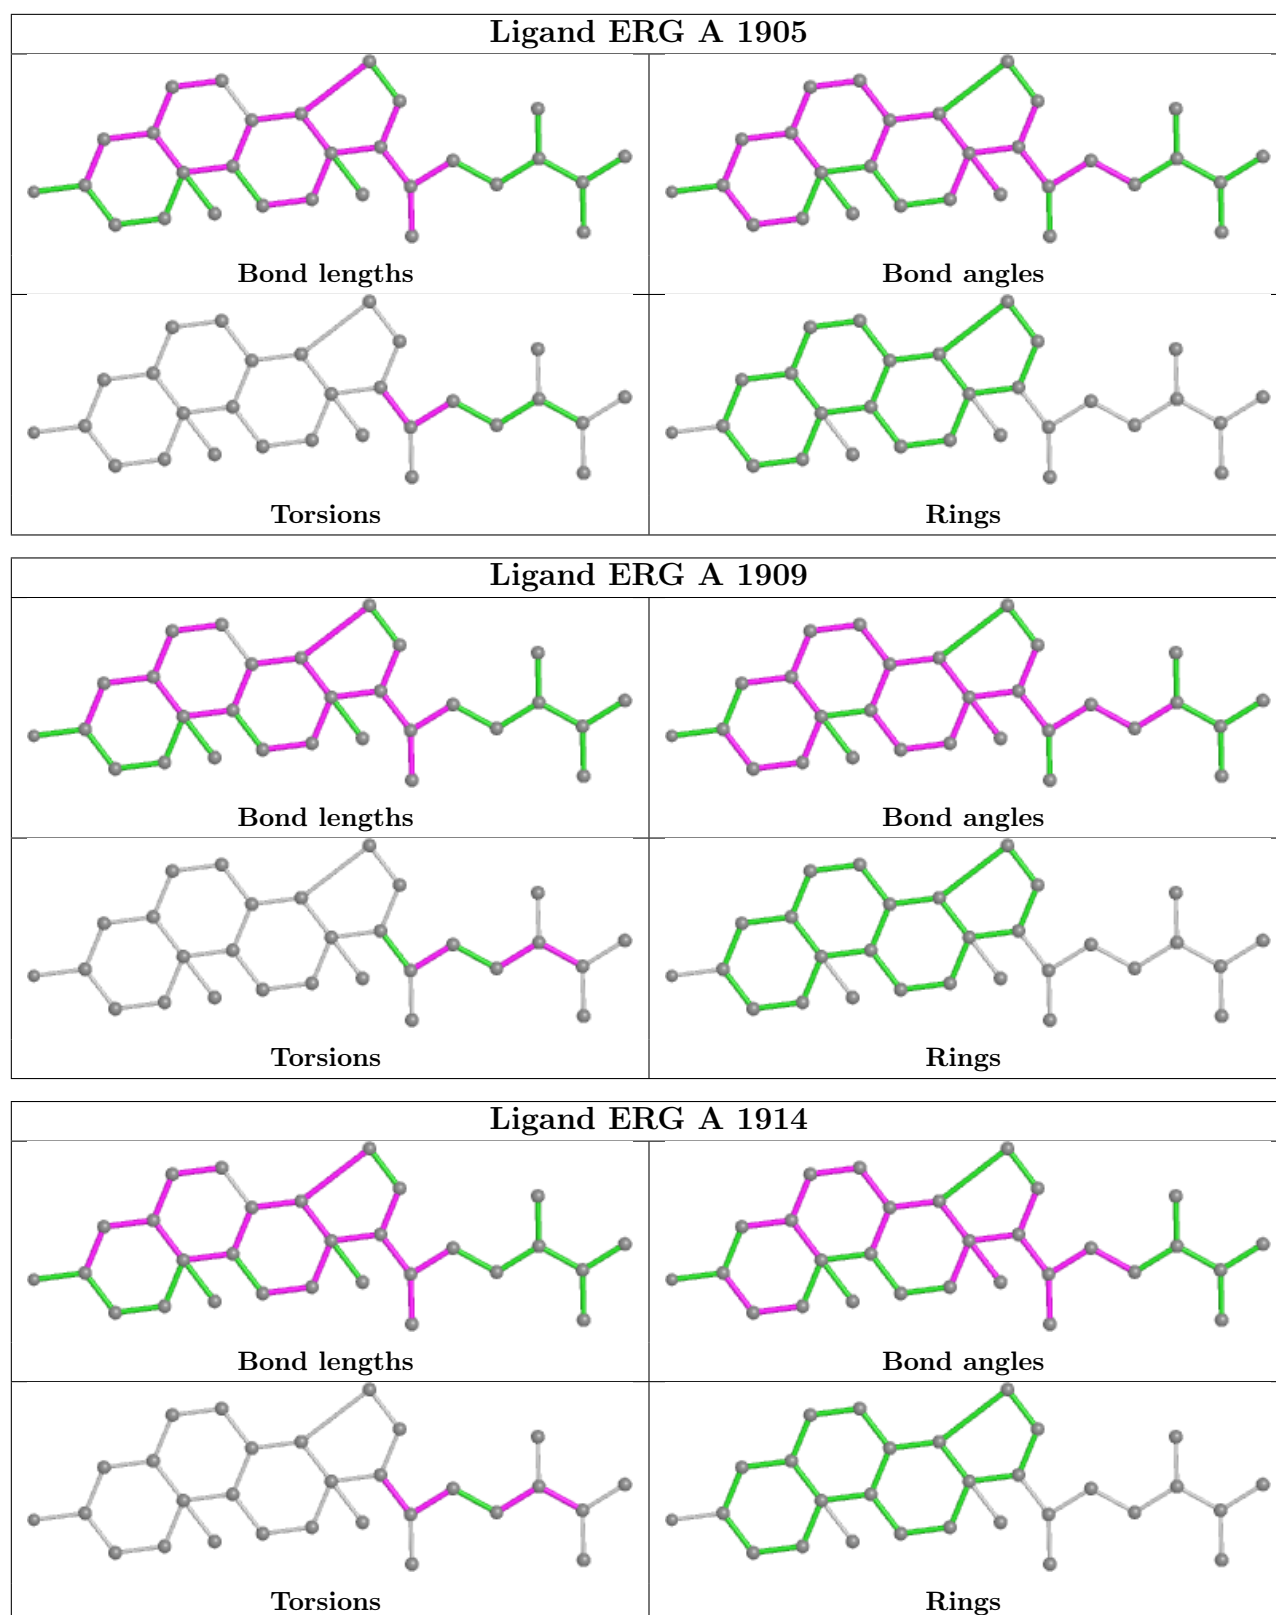 Ligand ERG A 1905
Bond lengths
Bond angles
Torsions
Rings
Ligand ERG A 1909
Bond lengths
Bond angles
Torsions
Rings
Ligand ERG A 1914
Bond lengths
Bond angles
Torsions
Rings